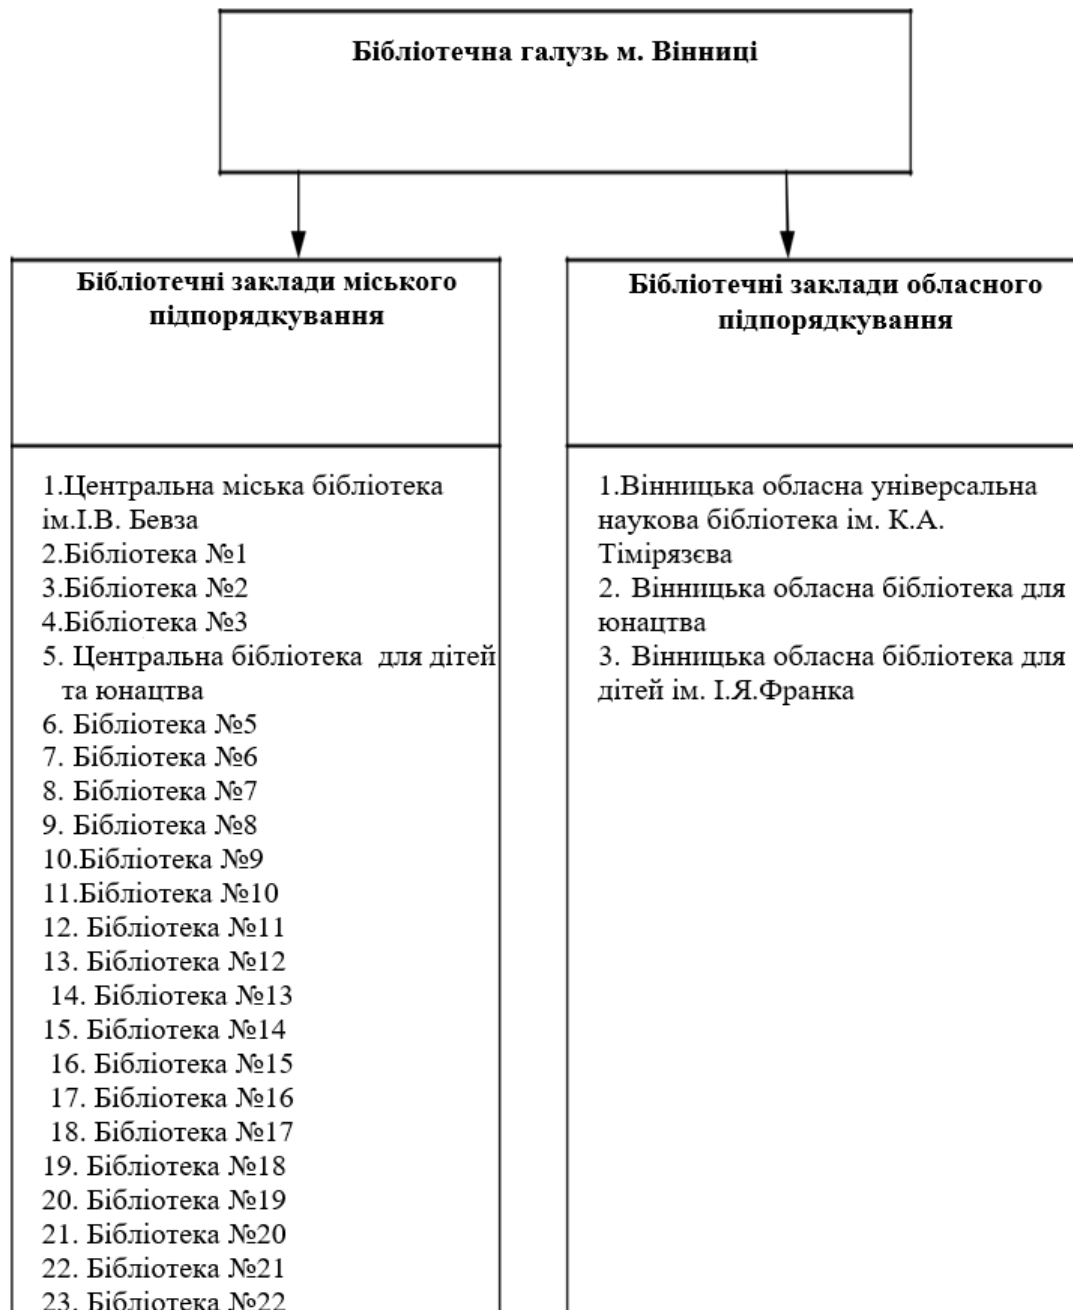 Бібліотечна галузь м. Вінниці
Бібліотечні заклади міського
підпорядкування
Бібліотечні заклади обласного
підпорядкування
1.Центральна міська бібліотека
ім.І.В. Бевза
2.Бібліотека №1
3.Бібліотека №2
4.Бібліотека №3
5. Центральна бібліотека для дітей
та юнацтва
6. Бібліотека №5
7. Бібліотека №6
8. Бібліотека №7
9. Бібліотека №8
10.Бібліотека №9
11.Бібліотека №10
12. Бібліотека №11
13. Бібліотека №12
14. Бібліотека №13
15. Бібліотека №14
16. Бібліотека №15
17. Бібліотека №16
18. Бібліотека №17
19. Бібліотека №18
20. Бібліотека №19
21. Бібліотека №20
22. Бібліотека №21
23. Бібліотека №22
1.Вінницька обласна універсальна
наукова бібліотека ім. К.А.
Тімірязєва
2. Вінницька обласна бібліотека для
юнацтва
3. Вінницька обласна бібліотека для
дітей ім. І.Я.Франка